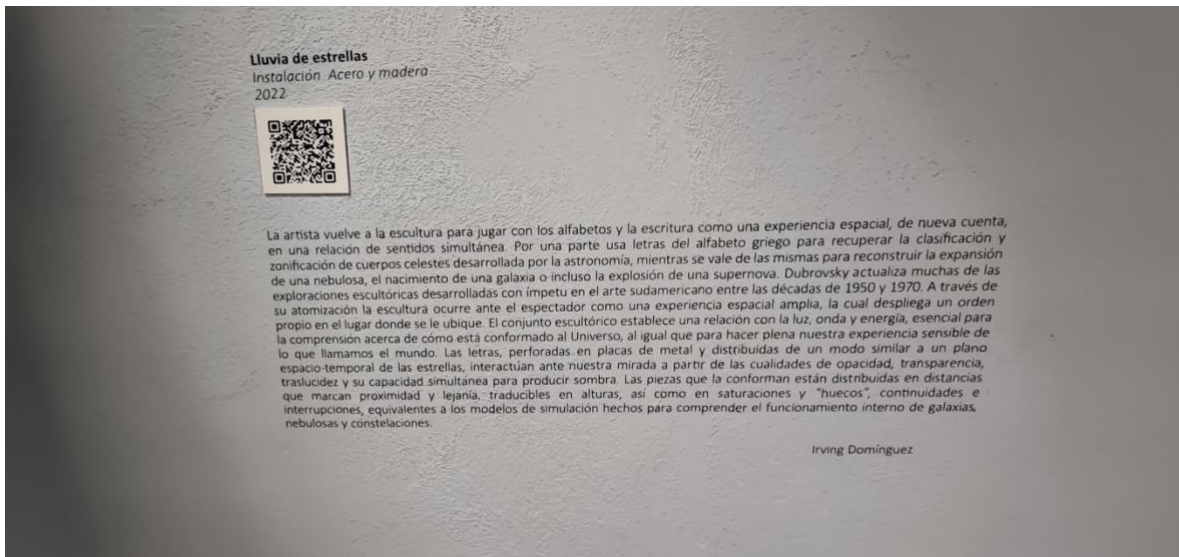 Lluvia de estrellas
Instalación Acero y madera
2022
La artista vuelve a la escultura para jugar con los alfabetos y la escritura como una experiencia espacial, de nueva cuenta,
en una relación de sentidos simultánea. Por una parte usa letras del alfabeto griego para recuperar la clasificación y
zonificación de cuerpos celestes desarrollada por la astronomía, mientras se vale de las mismas para reconstruir la expansión
de una nebulosa, el nacimiento de una galaxia o incluso la explosión de una supernova. Dubrovsky actualiza muchas de las
exploraciones escultóricas desarrolladas con ímpetu en el arte sudamericano entre las décadas de 1950 y 1970. A través de
su atomización la escultura ocurre ante el espectador como una experiencia espacial amplia, la cual despliega un orden
propio en el lugar donde se le ubique. El conjunto escultórico establece una relación con la luz, onda y energía, esencial para
la comprensión acerca de cómo está conformado al Universo, al igual que para hacer plena nuestra experiencia sensible de
lo que llamamos el mundo. Las letras, perforadas en placas de metal y distribuidas de un modo similar a un plano
espacio-temporal de las estrellas, interactúan ante nuestra mirada a partir de las cualidades de opacidad, transparencia,
traslucidez y su capacidad simultánea para producir sombra. Las piezas que la conforman están distribuidas en distancias
que marcan proximidad y lejanía, traducibles en alturas, así como en saturaciones y "huecos", continuidades e
interrupciones, equivalentes a los modelos de simulación hechos para comprender el funcionamiento interno de galaxias,
nebulosas y constelaciones.
Irving Domínguez